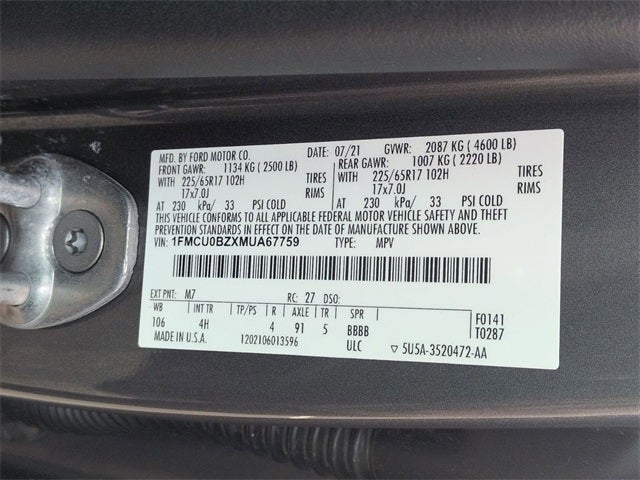 MFD. BY FORD MOTOR CO. DATE: 07/21 GVWR: 2087 KG ( 4600 LB)
FRONT GAWR: 1134 KG ( 2500 LB) REAR GAWR: 1007 KG ( 2220 LB)
WITH 225/65R17 102H TIRES WITH 225/65R17 102H TIRES
17x7.0J RIMS 17x7.0J RIMS
AT 230 kPa/ 33 PSI COLD AT 230 kPa/ 33 PSI COLD
THIS VEHICLE CONFORMS TO ALL APPLICABLE FEDERAL MOTOR VEHICLE SAFETY AND THEFT
PREVENTION STANDARDS IN EFFECT ON THE DATE OF MANUFACTURE SHOWN ABOVE.
VIN: 1FMCU0BZXMUA67759 TYPE: MPV
EXT PNT: M7 RC: 27 DSO:
WB INT TR TP/PS R AXLE TR SPR F0141
106 4H 4 91 5 BBBB T0287
MADE IN U.S.A. 1202106013596 ULC ▽ 5U5A-3520472-AA